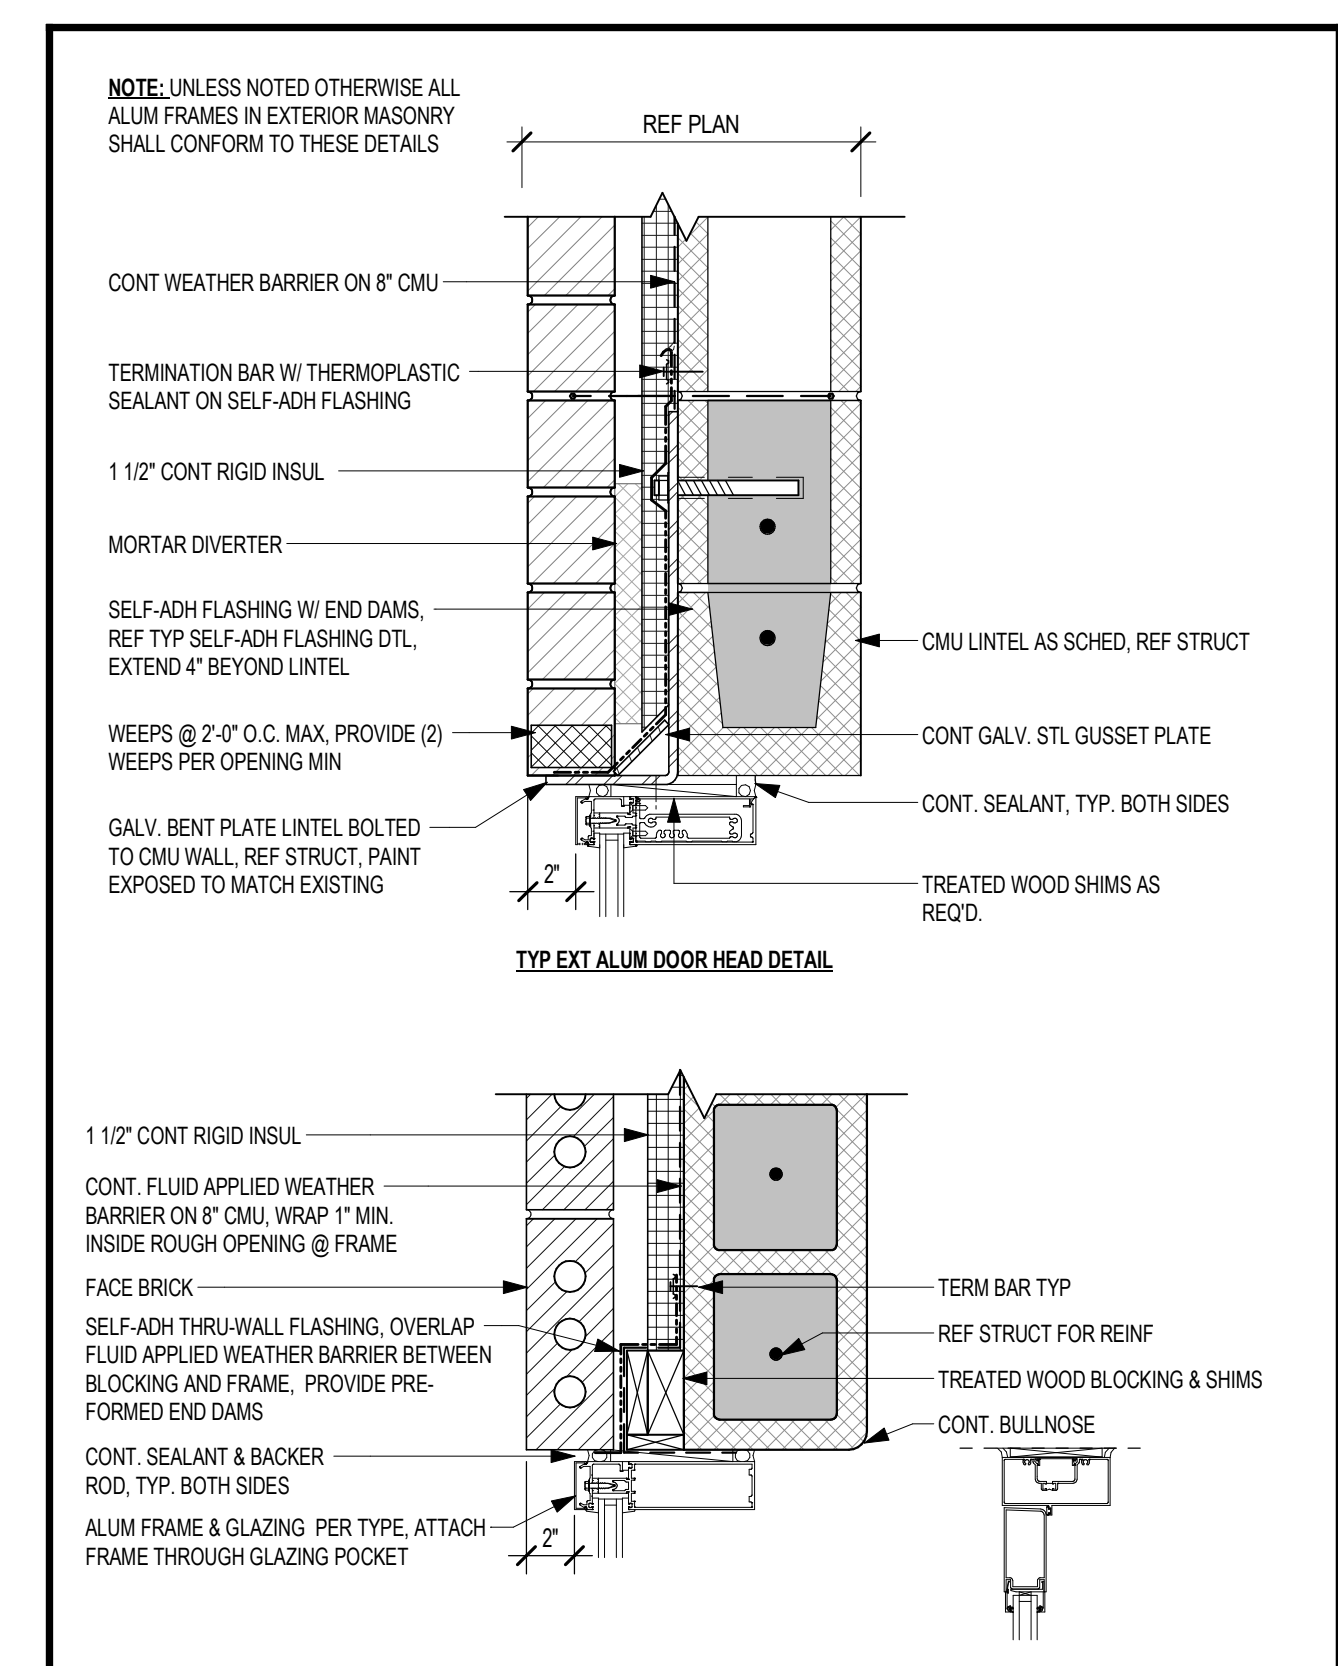 NOTE: UNLESS NOTED OTHERWISE ALL
ALUM FRAMES IN EXTERIOR MASONRY
SHALL CONFORM TO THESE DETAILS
REF PLAN
CONT WEATHER BARRIER ON 8" CMU
TERMINATION BAR W/ THERMOPLASTIC
SEALANT ON SELF-ADH FLASHING
1 1/2" CONT RIGID INSUL
MORTAR DIVERTER
SELF-ADH FLASHING W/ END DAMS,
REF TYP SELF-ADH FLASHING DTL,
EXTEND 4" BEYOND LINTEL
WEEPS @ 2'-0" O.C. MAX, PROVIDE (2)
WEEPS PER OPENING MIN
GALV. BENT PLATE LINTEL BOLTED
TO CMU WALL, REF STRUCT, PAINT
EXPOSED TO MATCH EXISTING
2"
CMU LINTEL AS SCHED, REF STRUCT
CONT GALV. STL GUSSET PLATE
CONT. SEALANT, TYP. BOTH SIDES
TREATED WOOD SHIMS AS
REQ'D.
TYP EXT ALUM DOOR HEAD DETAIL
1 1/2" CONT RIGID INSUL
CONT. FLUID APPLIED WEATHER
BARRIER ON 8" CMU, WRAP 1" MIN.
INSIDE ROUGH OPENING @ FRAME
FACE BRICK
SELF-ADH THRU-WALL FLASHING, OVERLAP
FLUID APPLIED WEATHER BARRIER BETWEEN
BLOCKING AND FRAME, PROVIDE PRE-
FORMED END DAMS
CONT. SEALANT & BACKER
ROD, TYP. BOTH SIDES
ALUM FRAME & GLAZING PER TYPE, ATTACH
FRAME THROUGH GLAZING POCKET
2"
TERM BAR TYP
REF STRUCT FOR REINF
TREATED WOOD BLOCKING & SHIMS
CONT. BULLNOSE